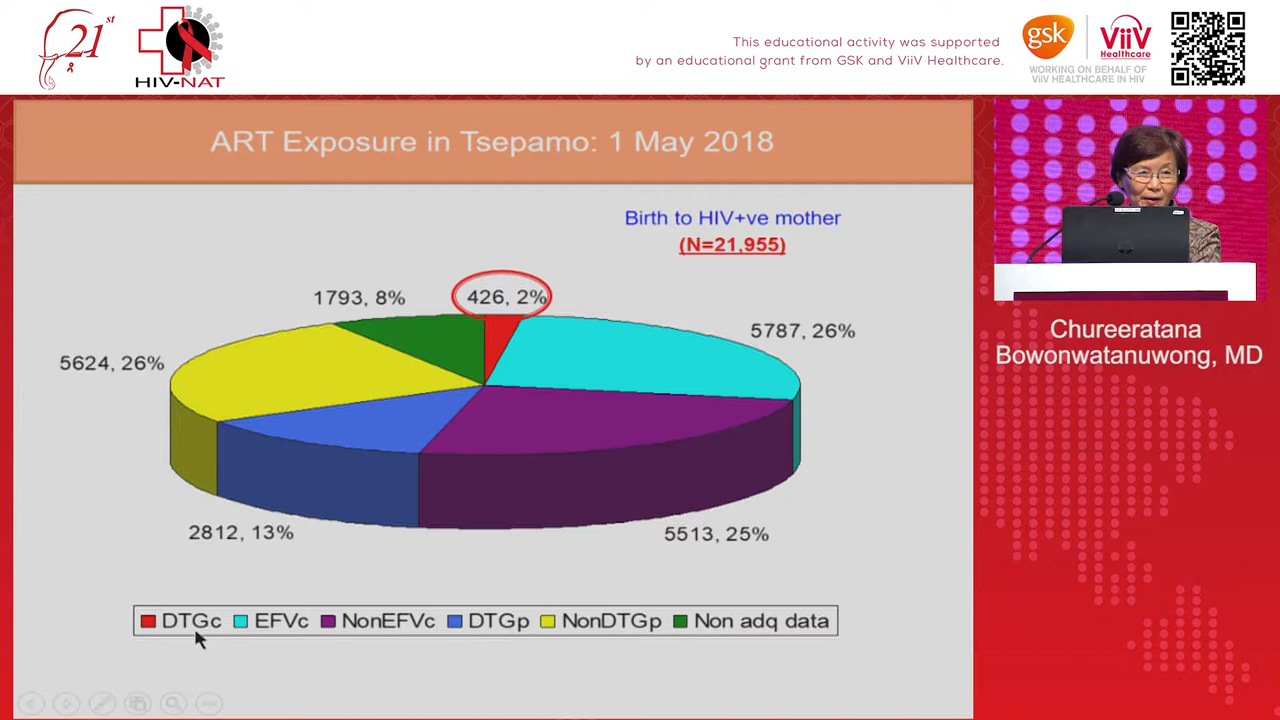 21st
HIV-NAT
This educational activity was supported
by an educational grant from GSK and ViiV Healthcare.
gsk
ViiV
Healthcare
WORKING ON BEHALF OF
ViiV HEALTHCARE IN HIV
ART Exposure in Tsepamo: 1 May 2018
Birth to HIV+ve mother
(N=21,955)
1793, 8%
426, 2%
5787, 26%
5624, 26%
2812, 13%
5513, 25%
DTGc EFVc NonEFVc DTGp NonDTGp Non adq data
Chureeratana
Bowonwatanuwong, MD